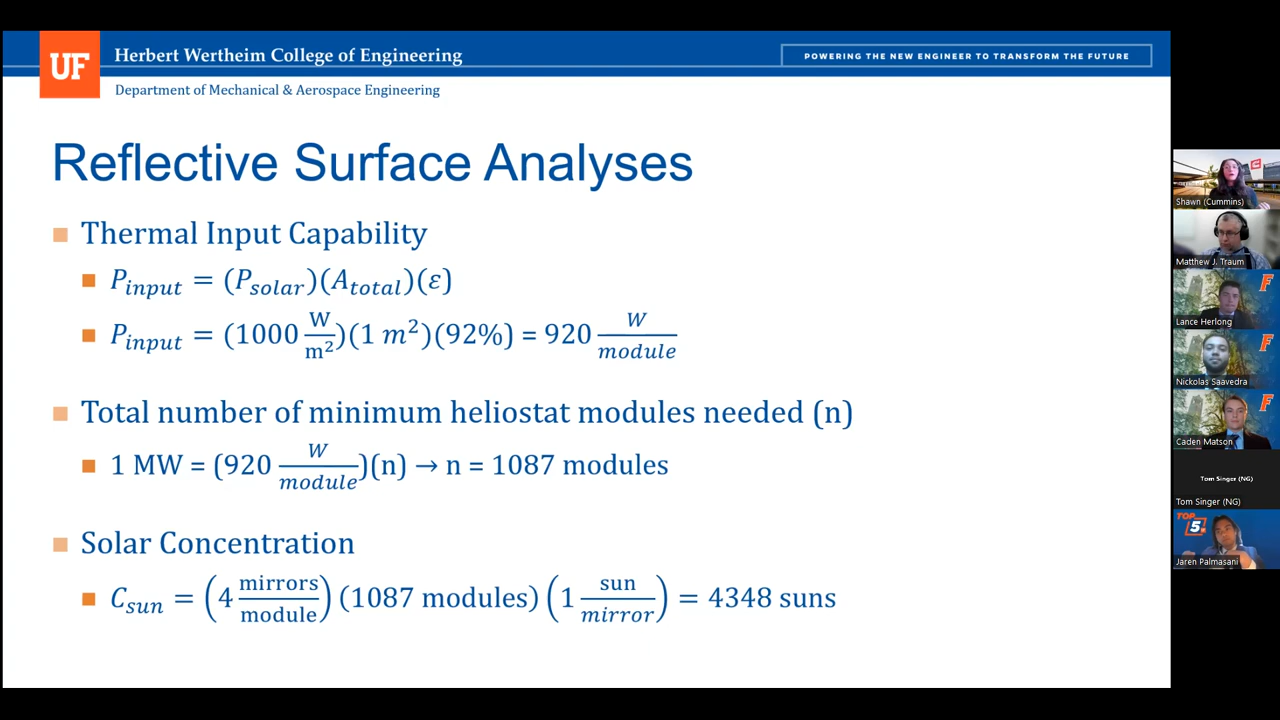 UF
Herbert Wertheim College of Engineering
POWERING THE NEW ENGINEER TO TRANSFORM THE FUTURE
Department of Mechanical & Aerospace Engineering
Reflective Surface Analyses
Thermal Input Capability
P_input = (P_solar)(A_total)(ε)
P_input = (1000 W/m²)(1 m²)(92%) = 920 W/module
Total number of minimum heliostat modules needed (n)
1 MW = (920 W/module)(n) → n = 1087 modules
Solar Concentration
C_sun = (4 mirrors/module)(1087 modules)(1 sun/mirror) = 4348 suns
Shawn (Cummins)
Matthew J. Traum
F
Lance Herlong
F
Nickolas Saavedra
F
Caden Matson
Tom Singer (NG)
Tom Singer (NG)
TOP
5
Jaren Palmasani